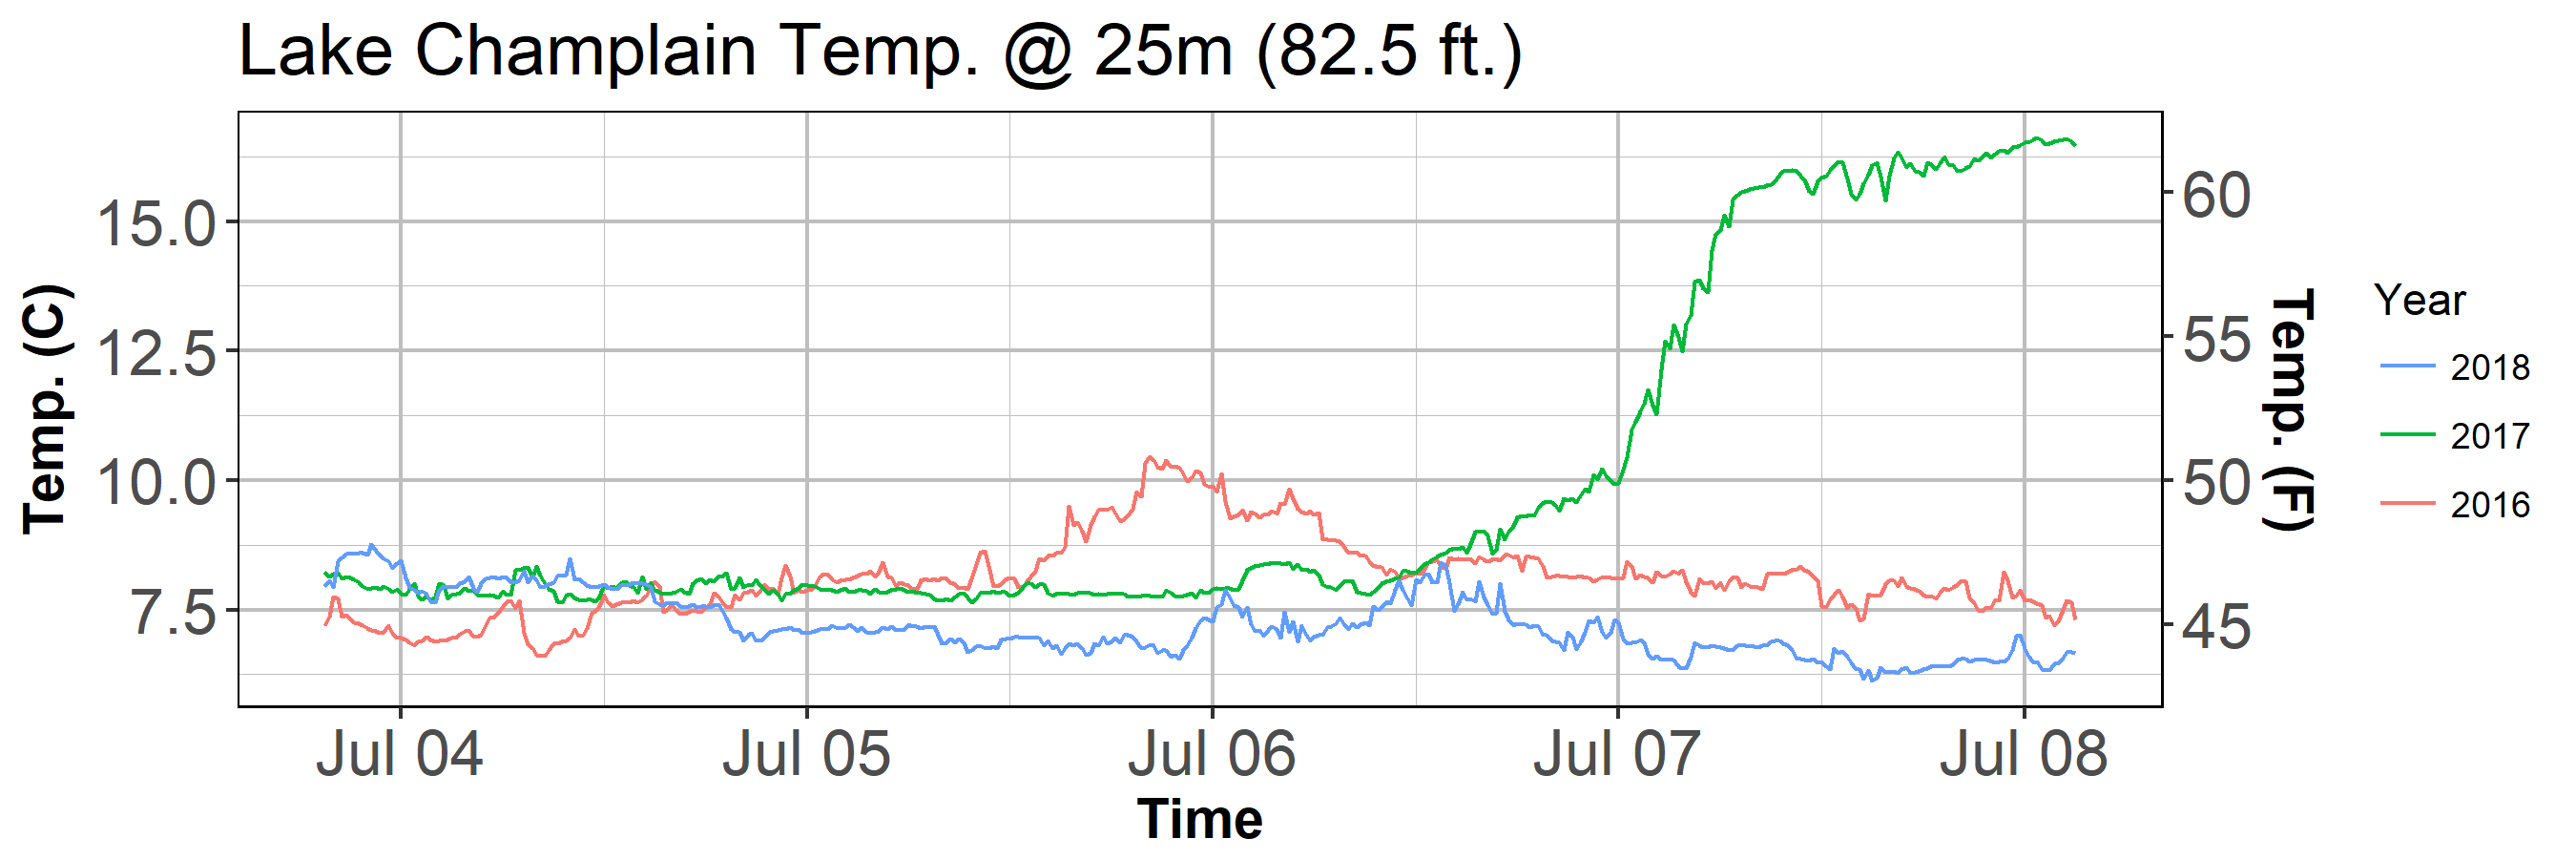 Lake Champlain Temp. @ 25m (82.5 ft.)
Temp. (C)
15.0
12.5
10.0
7.5
60
55
50
45
Temp. (F)
Year
2018
2017
2016
Jul 04
Jul 05
Jul 06
Jul 07
Jul 08
Time